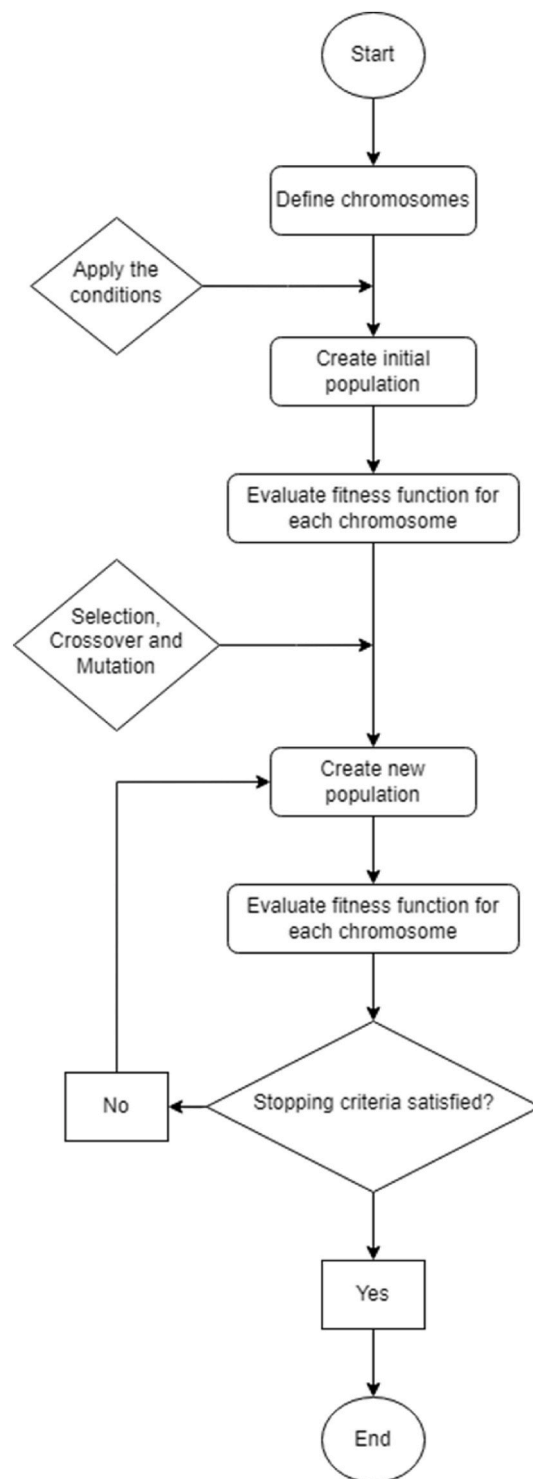 Start
Define chromosomes
Apply the
conditions
Create initial
population
Evaluate fitness function for
each chromosome
Selection,
Crossover and
Mutation
Create new
population
Evaluate fitness function for
each chromosome
Stopping criteria satisfied?
No
Yes
End